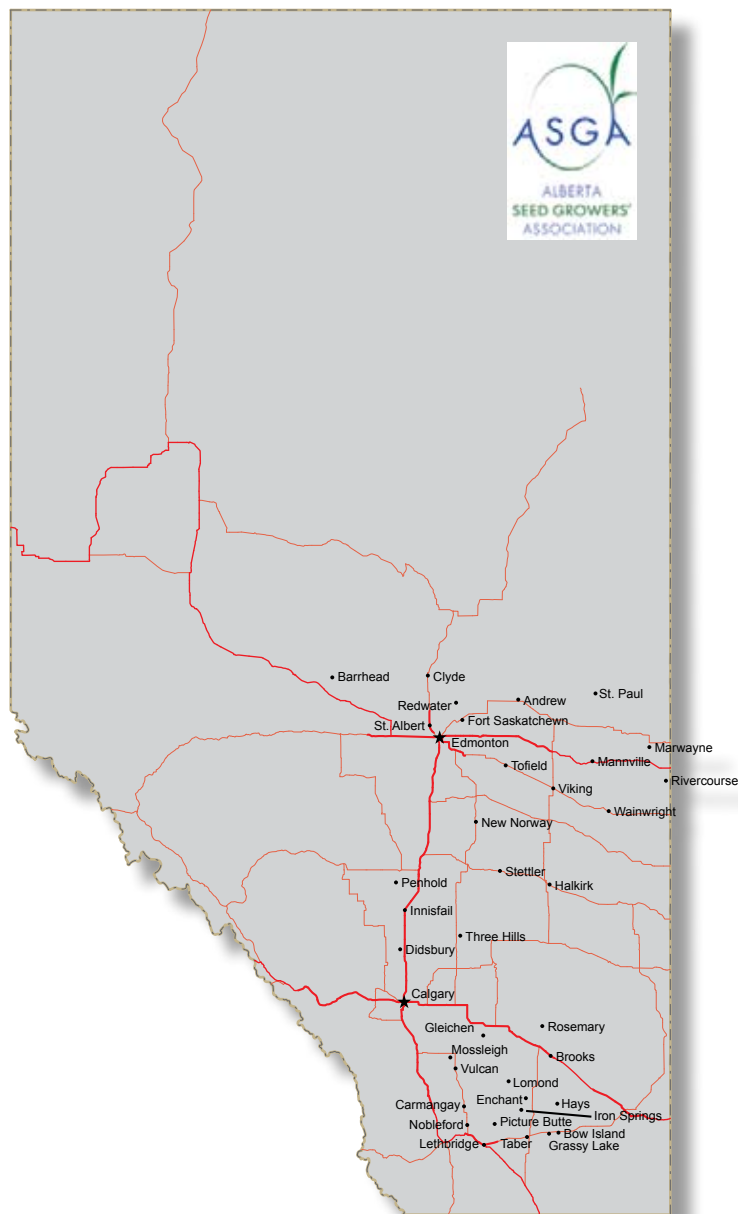 ASGA
ALBERTA
SEED GROWERS'
ASSOCIATION
Barrhead
Clyde
St. Paul
Andrew
Redwater
Fort Saskatchewn
St. Albert
Edmonton
Marwayne
Mannville
Tofield
Rivercourse
Viking
Wainwright
New Norway
Stettler
Penhold
Halkirk
Innisfail
Three Hills
Didsbury
Calgary
Rosemary
Gleichen
Mossleigh
Brooks
Vulcan
Lomond
Enchant
Hays
Carmangay
Iron Springs
Nobleford
Picture Butte
Bow Island
Lethbridge
Taber
Grassy Lake